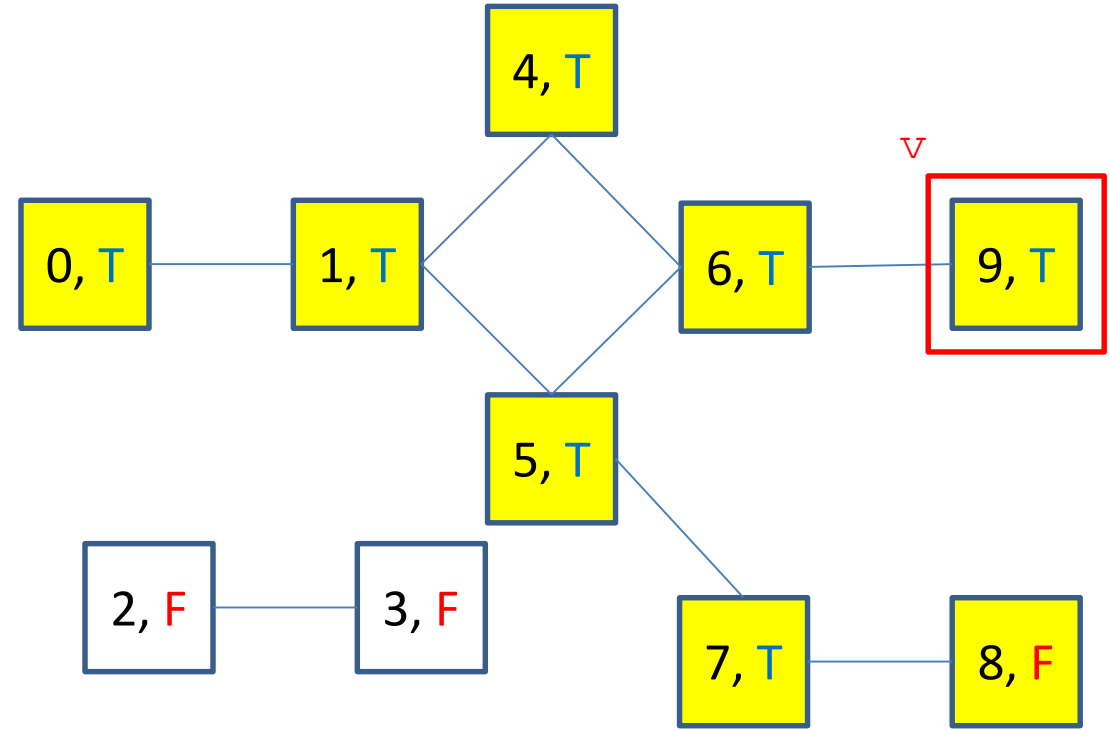 4, T
v
0, T
1, T
6, T
9, T
5, T
2, F
3, F
7, T
8, F